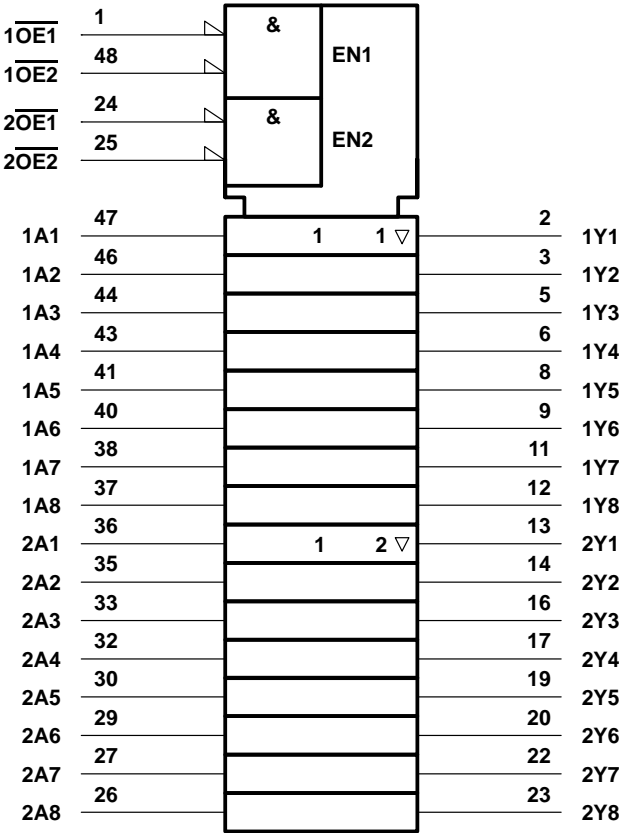 1OE1 1 & EN1
1OE2 48
2OE1 24 & EN2
2OE2 25
1A1 47 1 1 ▽ 2 1Y1
1A2 46 3 1Y2
1A3 44 5 1Y3
1A4 43 6 1Y4
1A5 41 8 1Y5
1A6 40 9 1Y6
1A7 38 11 1Y7
1A8 37 12 1Y8
2A1 36 1 2 ▽ 13 2Y1
2A2 35 14 2Y2
2A3 33 16 2Y3
2A4 32 17 2Y4
2A5 30 19 2Y5
2A6 29 20 2Y6
2A7 27 22 2Y7
2A8 26 23 2Y8